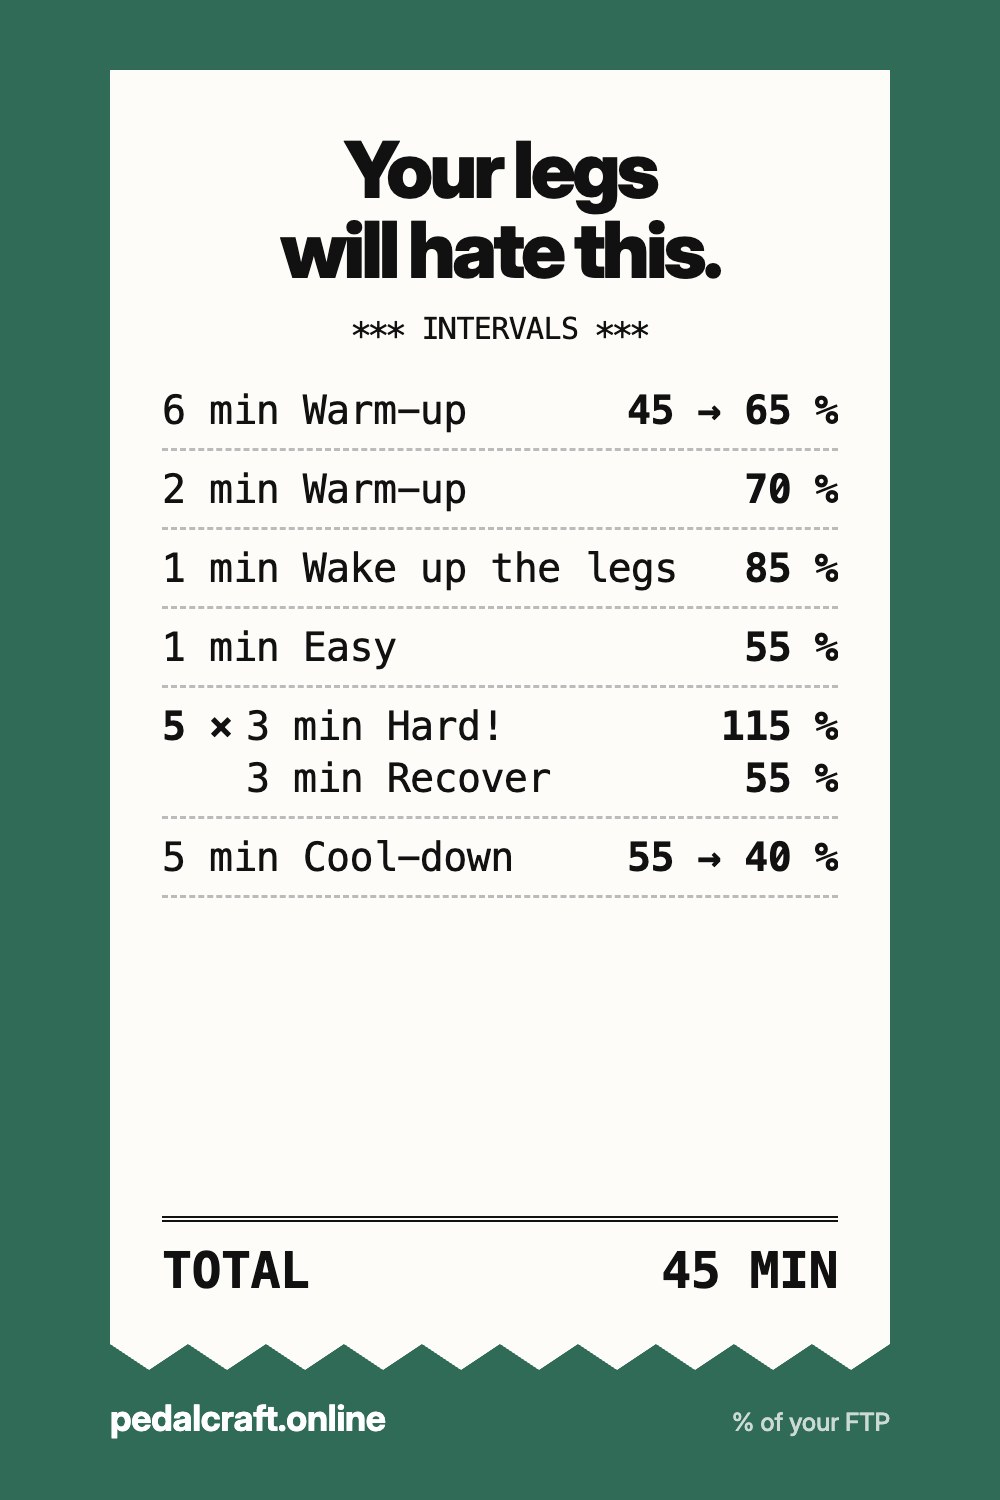 Your legs
will hate this.
*** INTERVALS ***
6 min Warm-up 45 → 65 %
2 min Warm-up 70 %
1 min Wake up the legs 85 %
1 min Easy 55 %
5 × 3 min Hard! 115 %
3 min Recover 55 %
5 min Cool-down 55 → 40 %
TOTAL 45 MIN
pedalcraft.online % of your FTP